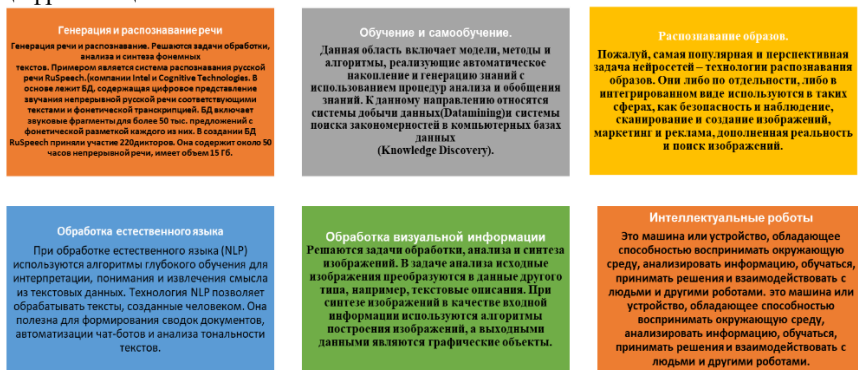 Генерация и распознавание речи
Генерация речи и распознавание. Решаются задачи обработки,
анализа и синтеза фонемных
текстов. Примером является система распознавания русской
речи RuSpeech.(компании Intel и Cognitive Technologies. В
основе лежит БД, содержащая цифровое представление
звучания непрерывной русской речи соответствующими
текстами и фонетической транскрипцией. БД включает
звуковые фрагменты для более 50 тыс. предложений с
фонетической разметкой каждого из них. В создании БД
RuSpeech приняли участие 220дикторов. Она содержит около 50
часов непрерывной речи, имеет объем 15 Гб.
Обучение и самообучение.
Данная область включает модели, методы и
алгоритмы, реализующие автоматическое
накопление и генерацию знаний с
использованием процедур анализа и обобщения
знаний. К данному направлению относятся
системы добычи данных(Datamining)и системы
поиска закономерностей в компьютерных базах
данных
(Knowledge Discovery).
Распознавание образов.
Пожалуй, самая популярная и перспективная
задача нейросетей – технологии распознавания
образов. Они либо по отдельности, либо в
интегрированном виде используются в таких
сферах, как безопасность и наблюдение,
сканирование и создание изображений,
маркетинг и реклама, дополненная реальность
и поиск изображений.
Обработка естественного языка
При обработке естественного языка (NLP)
используются алгоритмы глубокого обучения для
интерпретации, понимания и извлечения смысла
из текстовых данных. Технология NLP позволяет
обрабатывать тексты, созданные человеком. Она
полезна для формирования сводок документов,
автоматизации чат-ботов и анализа тональности
текстов.
Обработка визуальной информации
Решаются задачи обработки, анализа и синтеза
изображений. В задаче анализа исходные
изображения преобразуются в данные другого
типа, например, текстовые описания. При
синтезе изображений в качестве входной
информации используются алгоритмы
построения изображений, а выходными
данными являются графические объекты.
Интеллектуальные роботы
Это машина или устройство, обладающее
способностью воспринимать окружающую
среду, анализировать информацию, обучаться,
принимать решения и взаимодействовать с
людьми и другими роботами. это машина или
устройство, обладающее способностью
воспринимать окружающую среду,
анализировать информацию, обучаться,
принимать решения и взаимодействовать с
людьми и другими роботами.